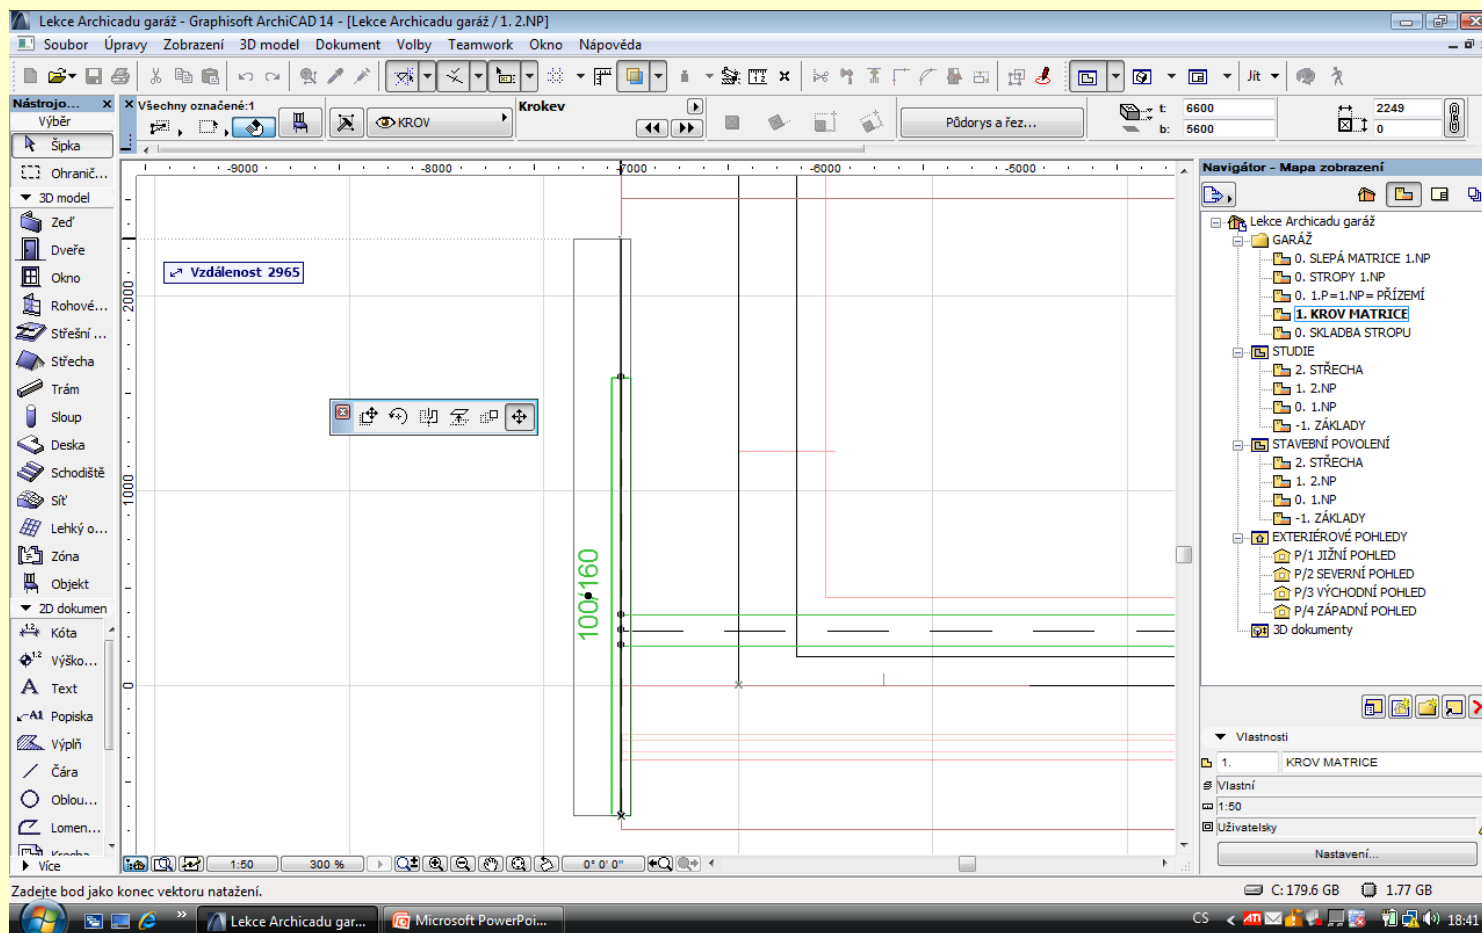 Lekce Archicadu garáž - Graphisoft ArchiCAD 14 - [Lekce Archicadu garáž / 1. 2.NP]
Soubor Úpravy Zobrazení 3D model Dokument Volby Teamwork Okno Nápověda
Jít
Nástrojo...
Výběr
Šipka
Ohranič...
3D model
Zeď
Dveře
Okno
Rohové...
Střešní ...
Střecha
Trám
Sloup
Deska
Schodiště
Síť
Lehký o...
Zóna
Objekt
2D dokumen
Kóta
Výško...
Text
Popiska
Výplň
Čára
Oblou...
Lomen...
Více
Všechny označené:1
KROV
Krokev
Půdorys a řez...
t: 6600
b: 5600
2249
0
-9000 -8000 -7000 -6000 -5000
2000
1000
0
Vzdálenost 2965
100/160
Navigátor - Mapa zobrazení
Lekce Archicadu garáž
GARÁŽ
0. SLEPÁ MATRICE 1.NP
0. STROPY 1.NP
0. 1.P=1.NP= PŘÍZEMÍ
1. KROV MATRICE
0. SKLADBA STROPU
STUDIE
2. STŘECHA
1. 2.NP
0. 1.NP
-1. ZÁKLADY
STAVEBNÍ POVOLENÍ
2. STŘECHA
1. 2.NP
0. 1.NP
-1. ZÁKLADY
EXTERIÉROVÉ POHLEDY
P/1 JIŽNÍ POHLED
P/2 SEVERNÍ POHLED
P/3 VÝCHODNÍ POHLED
P/4 ZÁPADNÍ POHLED
3D dokumenty
Vlastnosti
1. KROV MATRICE
Vlastní
1:50
Uživatelsky
Nastavení...
1:50 300 % 0° 0' 0"
Zadejte bod jako konec vektoru natažení.
C: 179.6 GB 1.77 GB
Lekce Archicadu gar...
Microsoft PowerPoi...
CS
18:41